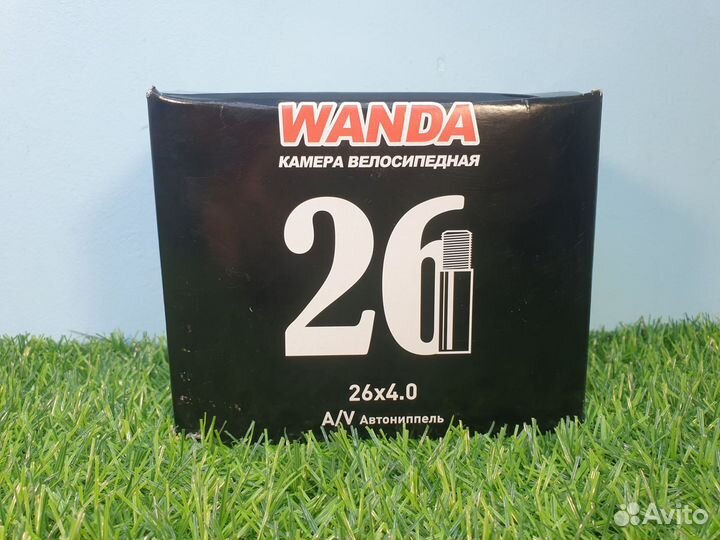 WANDA
КАМЕРА ВЕЛОСИПЕДНАЯ
26
26x4.0
A/V Автониппель
Avito